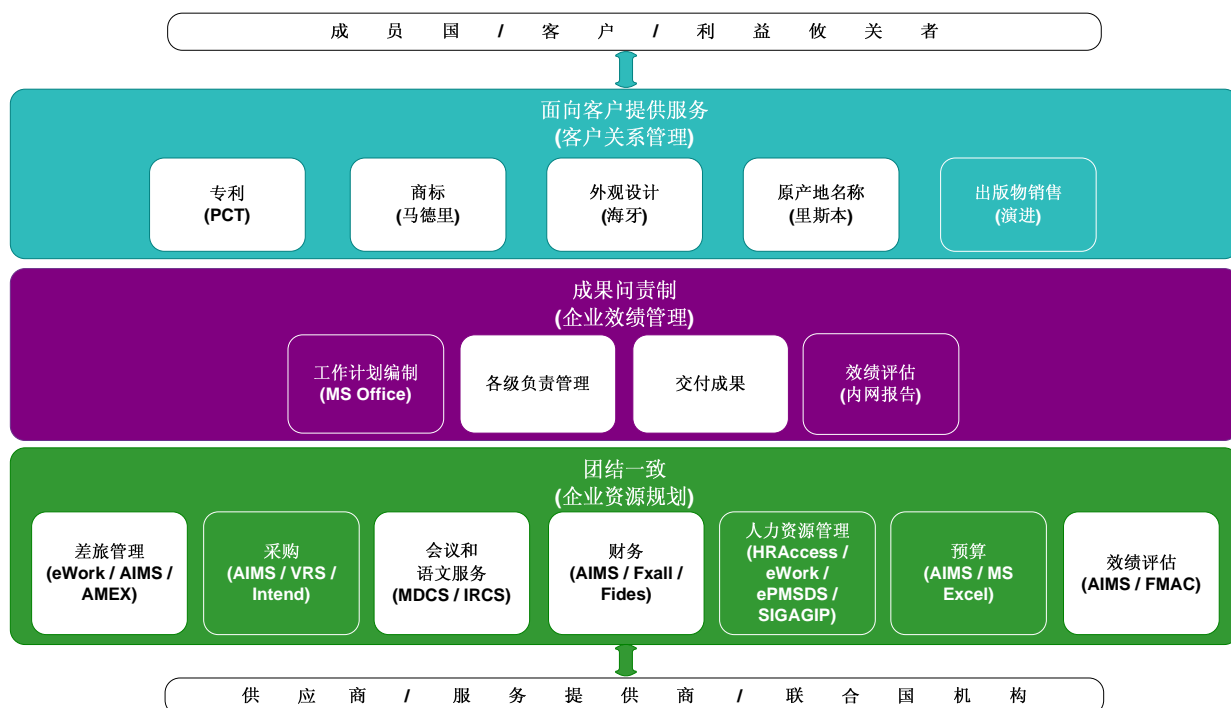 成员国/客户/利益攸关者
面向客户提供服务
(客户关系管理)
专利
(PCT)
商标
(马德里)
外观设计
(海牙)
原产地名称
(里斯本)
出版物销售
(演进)
成果问责制
(企业效绩管理)
工作计划编制
(MS Office)
各级负责管理
交付成果
效绩评估
(内网报告)
团结一致
(企业资源规划)
差旅管理
(eWork / AIMS /
AMEX)
采购
(AIMS / VRS /
Intend)
会议和
语文服务
(MDCS / IRCS)
财务
(AIMS / Fxall /
Fides)
人力资源管理
(HRAccess /
eWork /
ePMSDS /
SIGAGIP)
预算
(AIMS / MS
Excel)
效绩评估
(AIMS / FMAC)
供应商/服务提供商/联合国机构